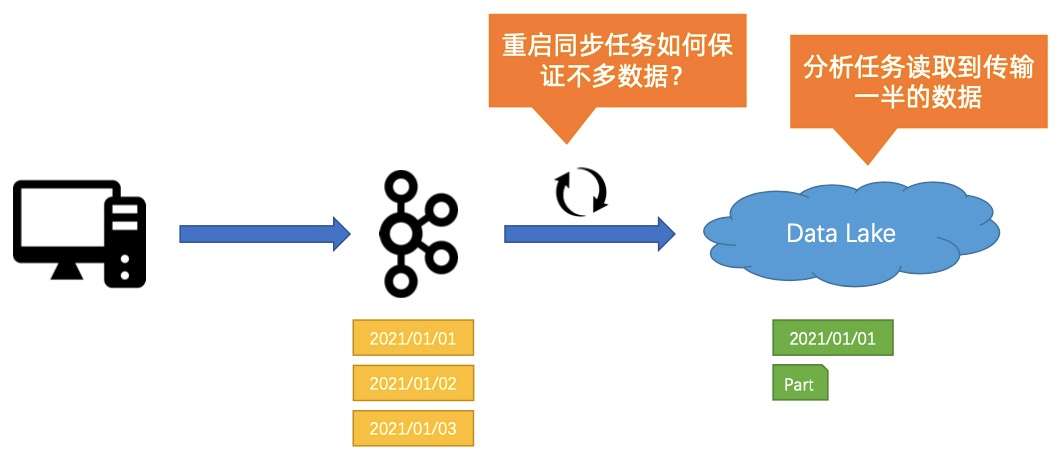 重启同步任务如何保
证不多数据？
分析任务读取到传输
一半的数据
Data Lake
2021/01/01
2021/01/02
2021/01/03
2021/01/01
Part